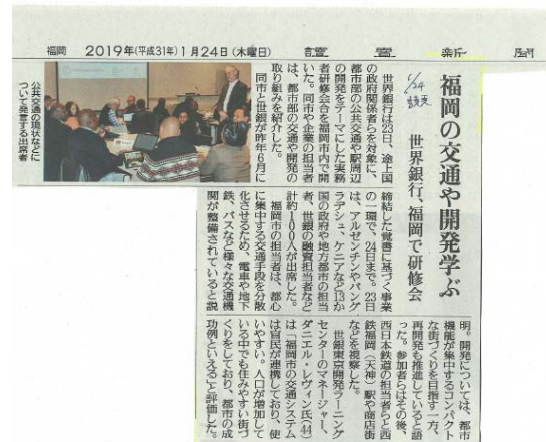 福岡 2019年(平成31年)1月24日(木曜日) 讀賣新聞
1/24
福岡の交通や開発学ぶ
世界銀行、福岡で研修会
世界銀行は23日、途上国
の政府関係者らを対象に、
都市部の公共交通や駅周辺
の開発をテーマにした実務
者研修会合を福岡市内で開
いた。同市や企業の担当者
は、都市部の交通や開発の
取り組みを紹介した。
同市と世銀が昨年6月に
公共交通の現状などに
ついて発言する出席者
締結した覚書に基づく事業
の一環で、24日まで。23日
は、アルゼンチンやバング
ラデシュ、ケニアなど13か
国の政府や地方都市の担当
者、世銀の融資担当者など
計約100人が出席した。
福岡市の担当者は、都心
に集中する交通手段を分散
化させるため、電車や地下
鉄、バスなど様々な交通機
関が整備されていると説
明。開発については、都市
機能が集中するコンパクト
な街づくりを目指す一方、
再開発も推進していると語
った。参加者らはその後、
西日本鉄道の担当者らと西
鉄福岡(天神)駅や商店街
などを視察した。
世銀東京開発ラーニング
センターのマネージャー、
ダニエル・レヴィン氏(44)
は「福岡市の交通システム
は官民が連携しており、使
いやすい。人口が増加して
いる中でも住みやすい街づ
くりをしており、都市の成
功例といえる」と評価した。